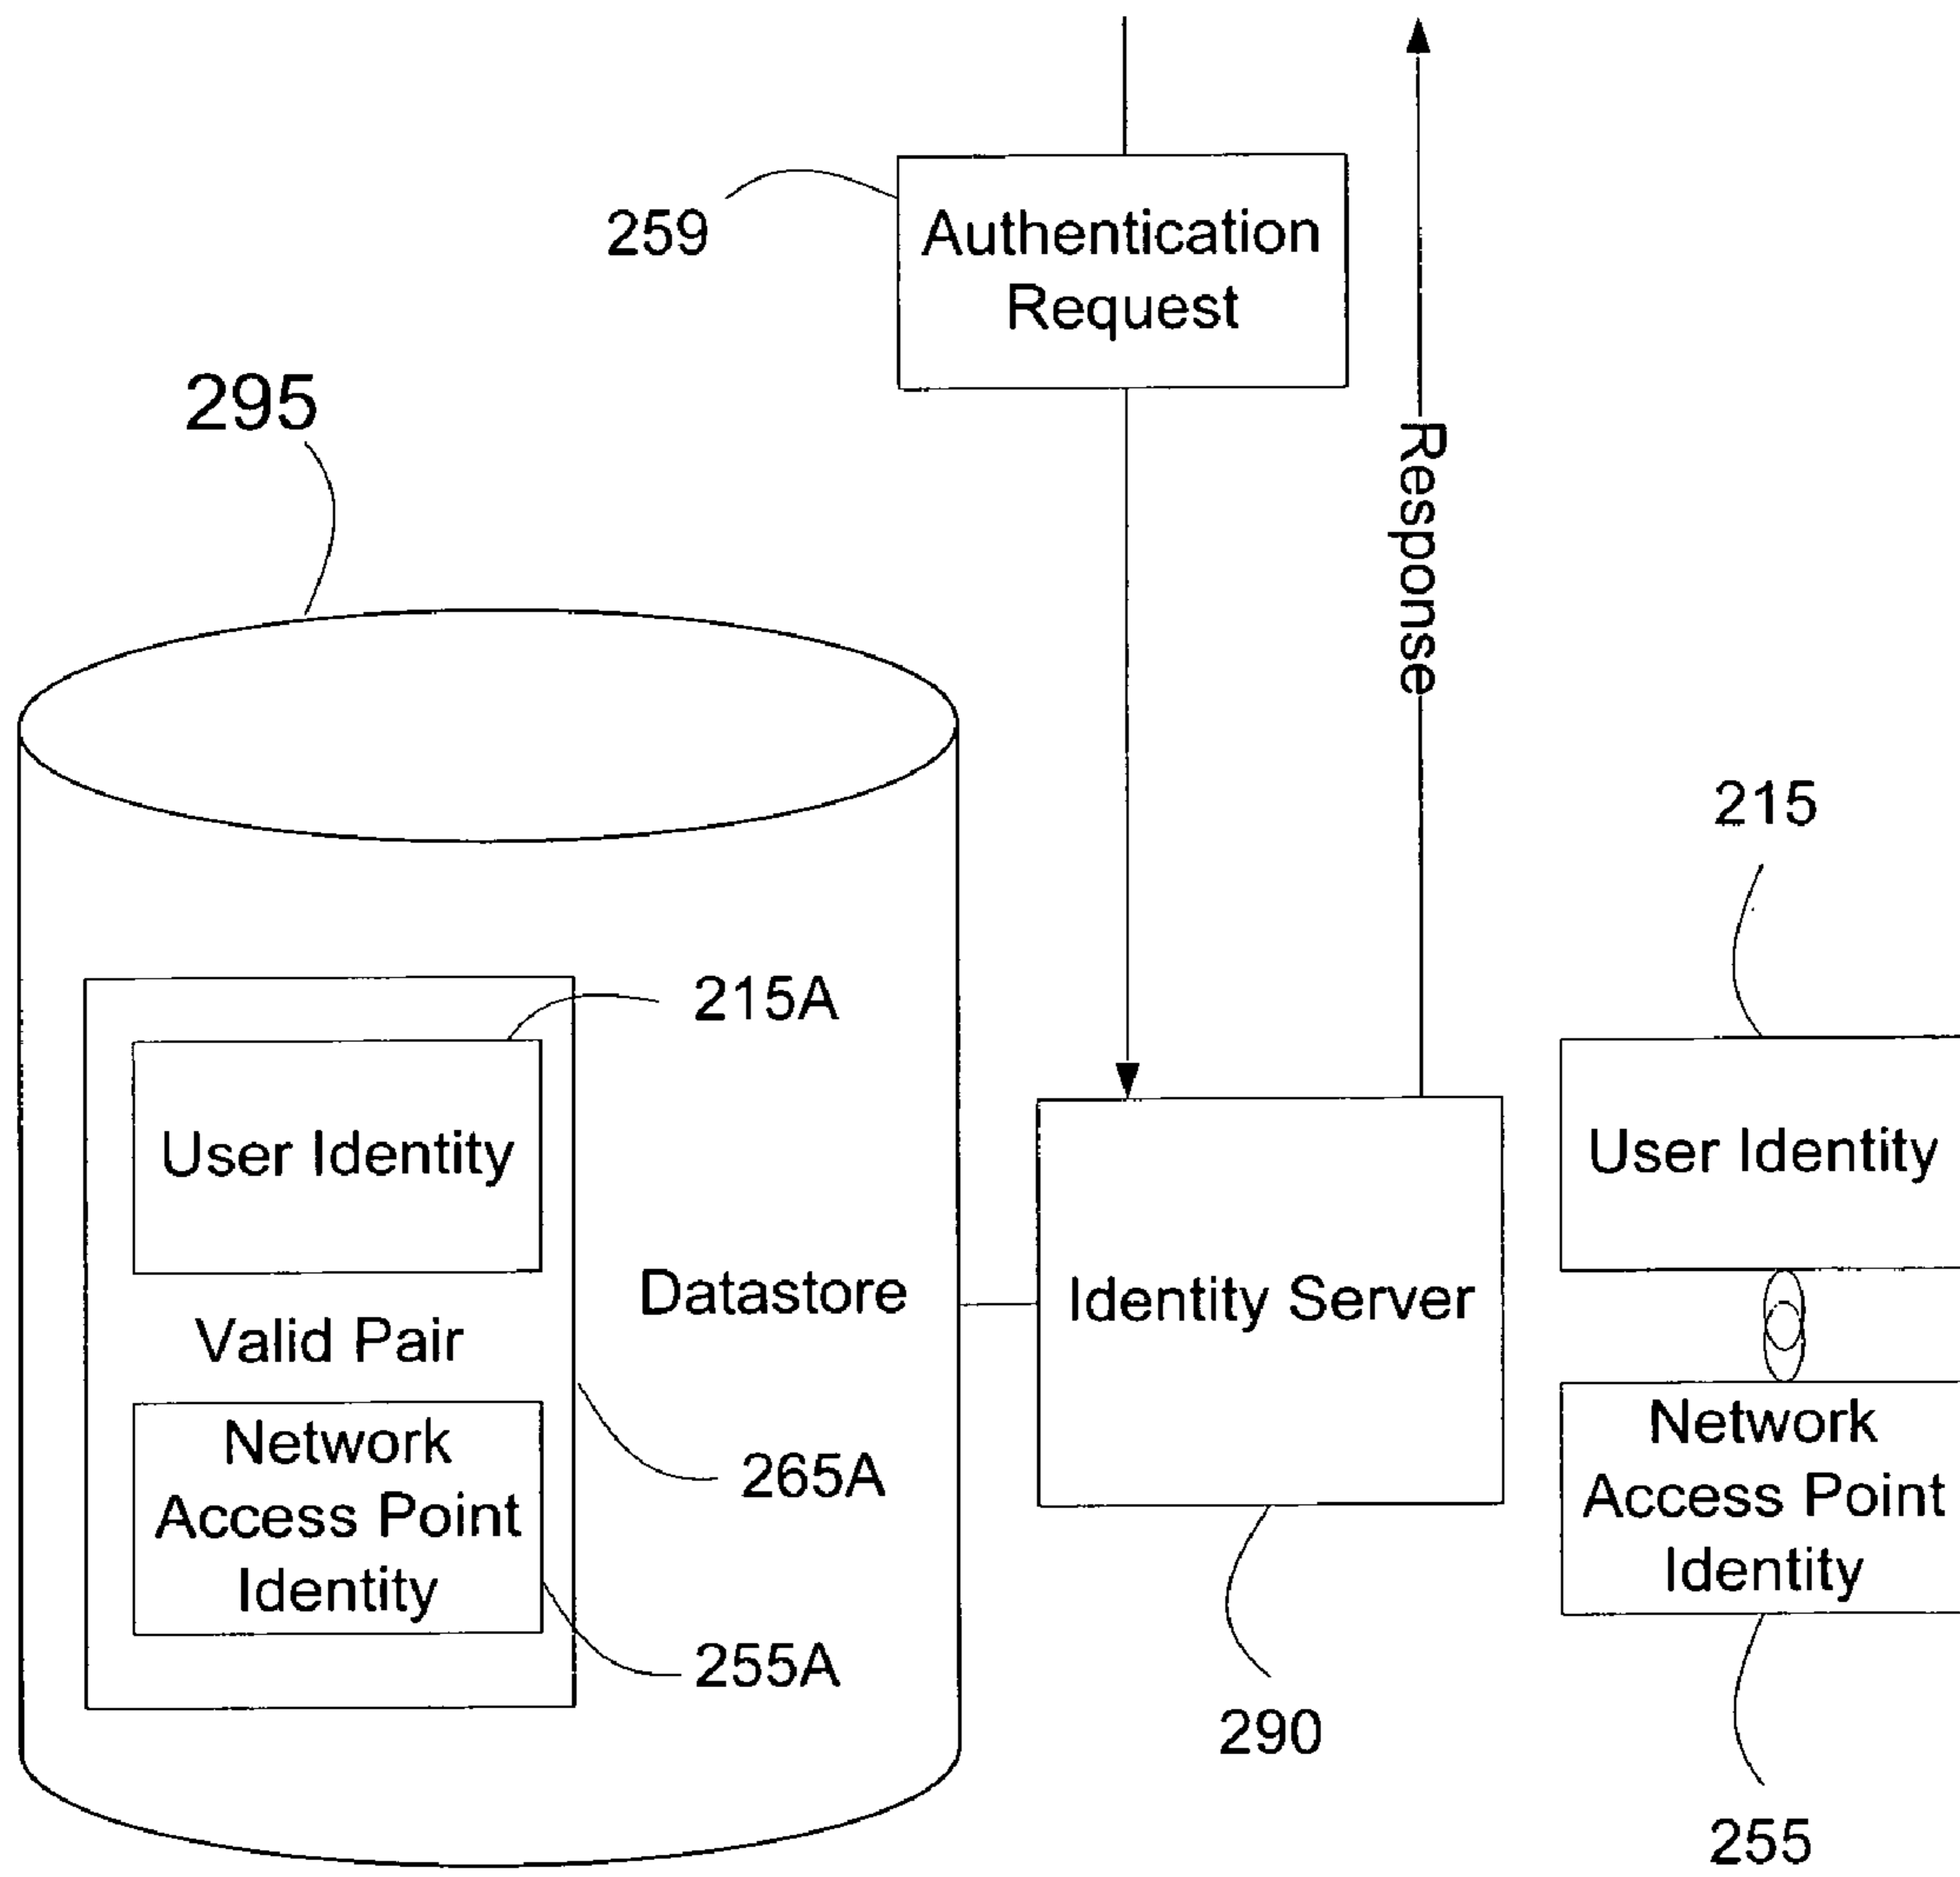 259
Authentication
Request
295
Response
215
215A
User Identity
User Identity
Datastore
Identity Server
Valid Pair
Network
Access Point
Identity
Network
Access Point
Identity
265A
255A
290
255